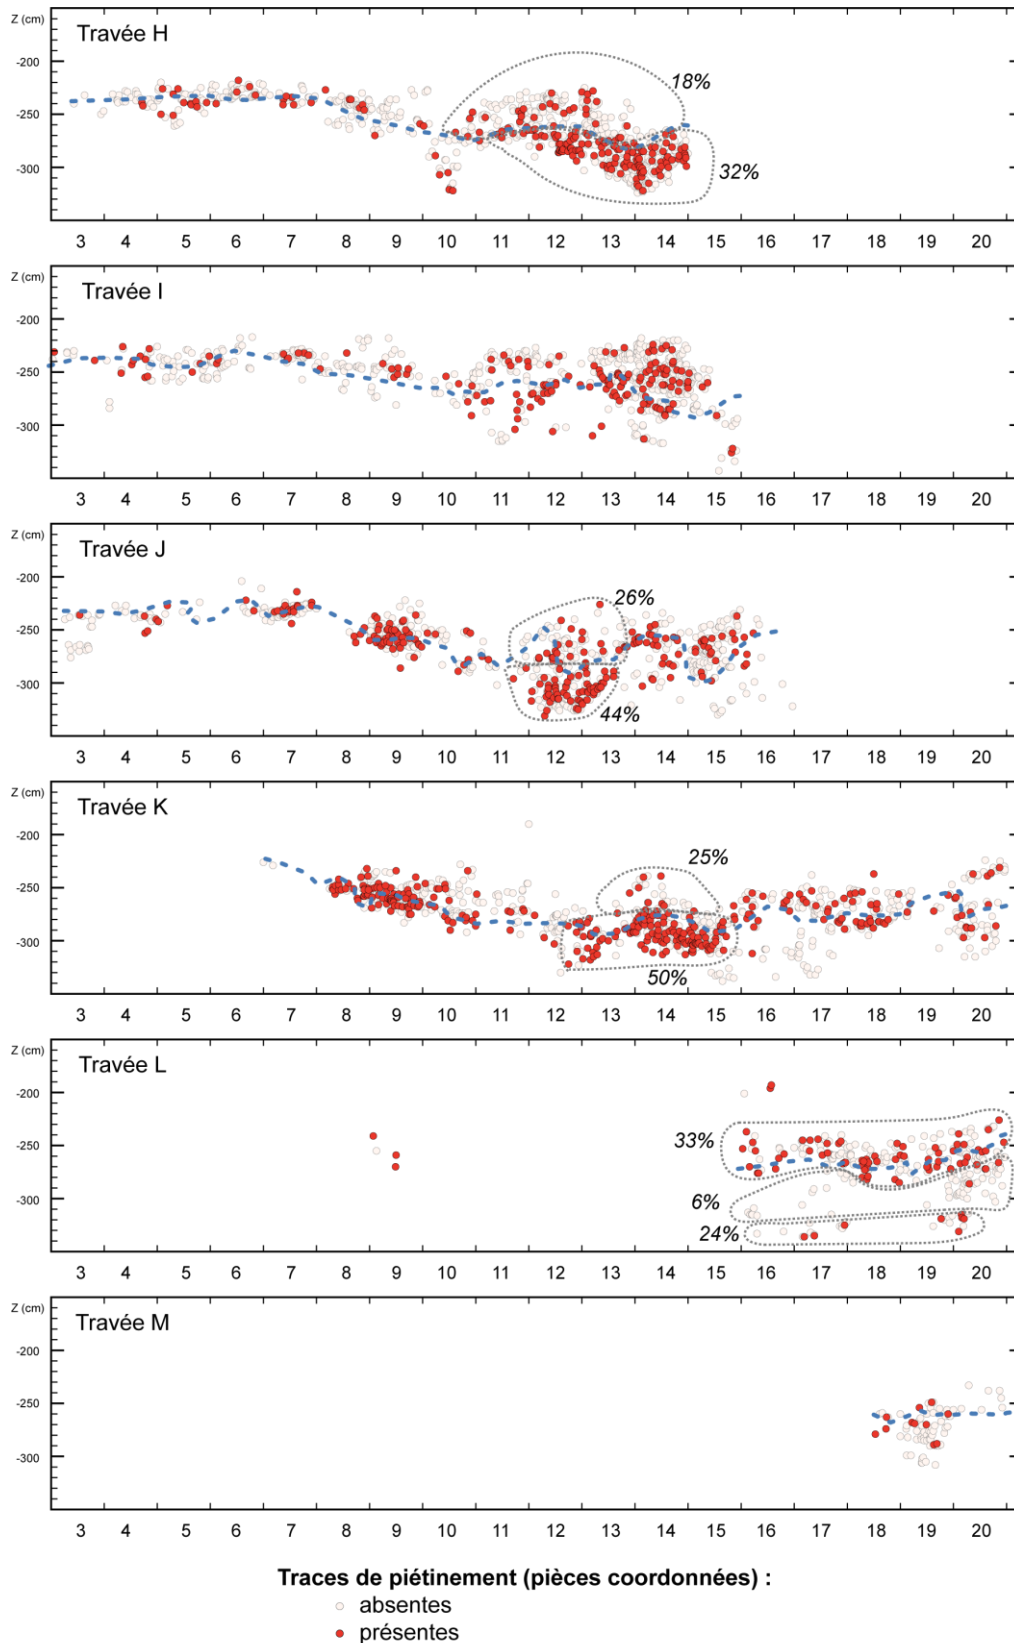 Z (cm)
Travée H
-200
-250
-300
18%
32%
3 4 5 6 7 8 9 10 11 12 13 14 15 16 17 18 19 20
Z (cm)
Travée I
-200
-250
-300
3 4 5 6 7 8 9 10 11 12 13 14 15 16 17 18 19 20
Z (cm)
Travée J
-200
-250
-300
26%
44%
3 4 5 6 7 8 9 10 11 12 13 14 15 16 17 18 19 20
Z (cm)
Travée K
-200
-250
-300
25%
50%
3 4 5 6 7 8 9 10 11 12 13 14 15 16 17 18 19 20
Z (cm)
Travée L
-200
-250
-300
33%
6%
24%
3 4 5 6 7 8 9 10 11 12 13 14 15 16 17 18 19 20
Z (cm)
Travée M
-200
-250
-300
3 4 5 6 7 8 9 10 11 12 13 14 15 16 17 18 19 20
Traces de piétinement (pièces coordonnées) :
absentes
présentes